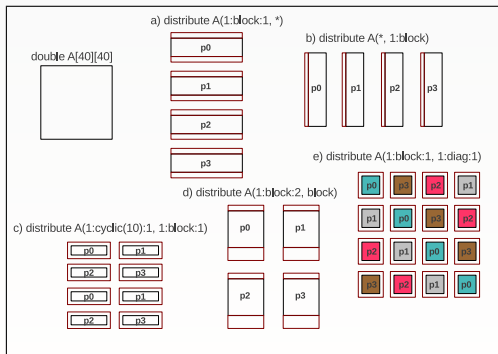 a) distribute A(1:block:1, *)
p0
p1
p2
p3
b) distribute A(*, 1:block)
p0 p1 p2 p3
double A[40][40]
c) distribute A(1:cyclic(10):1, 1:block:1)
p0 p1
p2 p3
p0 p1
p2 p3
d) distribute A(1:block:2, block)
p0 p1
p2 p3
e) distribute A(1:block:1, 1:diag:1)
p0 p3 p2 p1
p1 p0 p3 p2
p2 p1 p0 p3
p3 p2 p1 p0